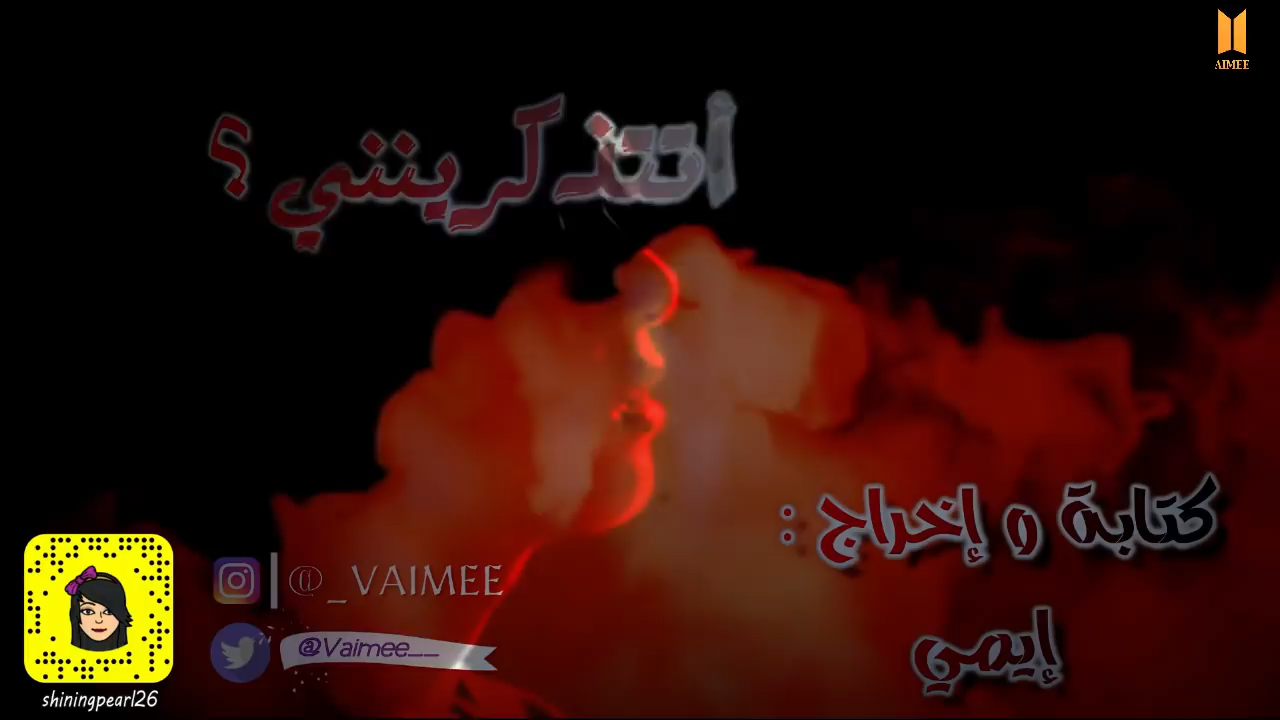 AIMEE
أتتذكرينني ؟
كتابة و إخراج :
إيمي
@_VAIMEE
@Vaimee__
shiningpearl26